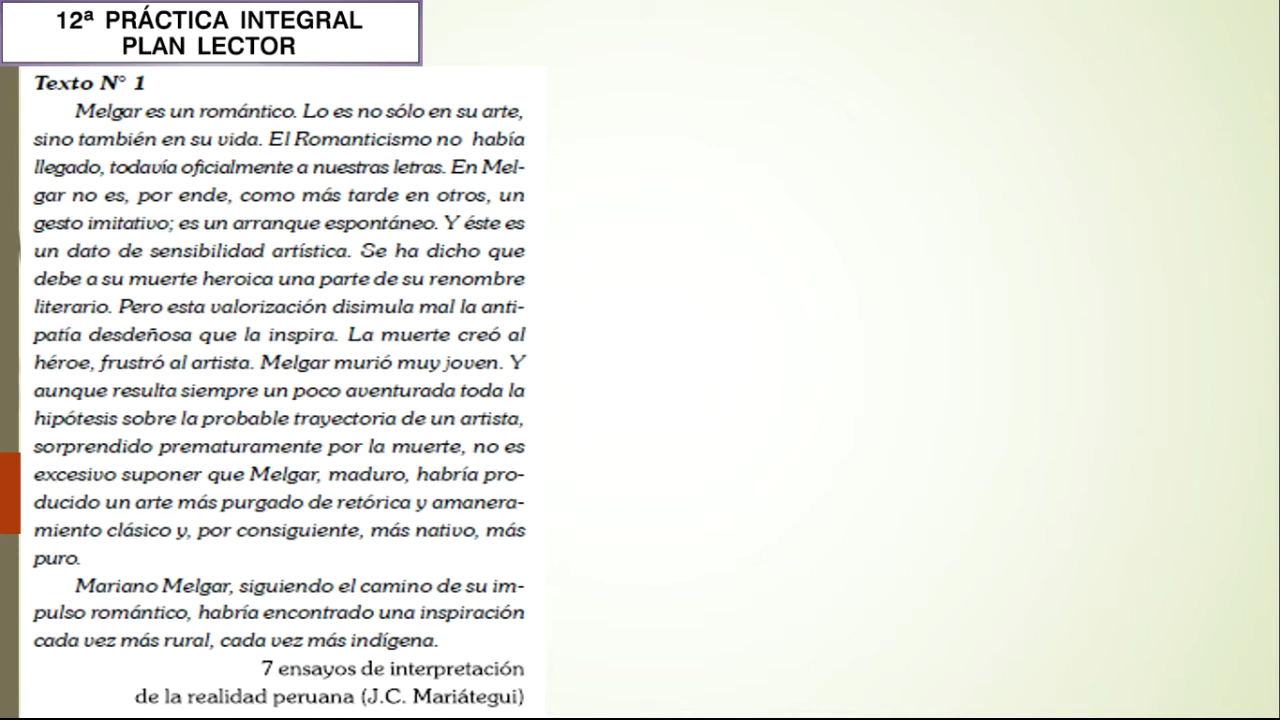 12ª PRÁCTICA INTEGRAL
PLAN LECTOR
Texto N° 1
Melgar es un romántico. Lo es no sólo en su arte,
sino también en su vida. El Romanticismo no había
llegado, todavía oficialmente a nuestras letras. En Mel-
gar no es, por ende, como más tarde en otros, un
gesto imitativo; es un arranque espontáneo. Y éste es
un dato de sensibilidad artística. Se ha dicho que
debe a su muerte heroica una parte de su renombre
literario. Pero esta valorización disimula mal la anti-
patía desdeñosa que la inspira. La muerte creó al
héroe, frustró al artista. Melgar murió muy joven. Y
aunque resulta siempre un poco aventurada toda la
hipótesis sobre la probable trayectoria de un artista,
sorprendido prematuramente por la muerte, no es
excesivo suponer que Melgar, maduro, habría pro-
ducido un arte más purgado de retórica y amanera-
miento clásico y, por consiguiente, más nativo, más
puro.
Mariano Melgar, siguiendo el camino de su im-
pulso romántico, habría encontrado una inspiración
cada vez más rural, cada vez más indígena.
7 ensayos de interpretación
de la realidad peruana (J.C. Mariátegui)